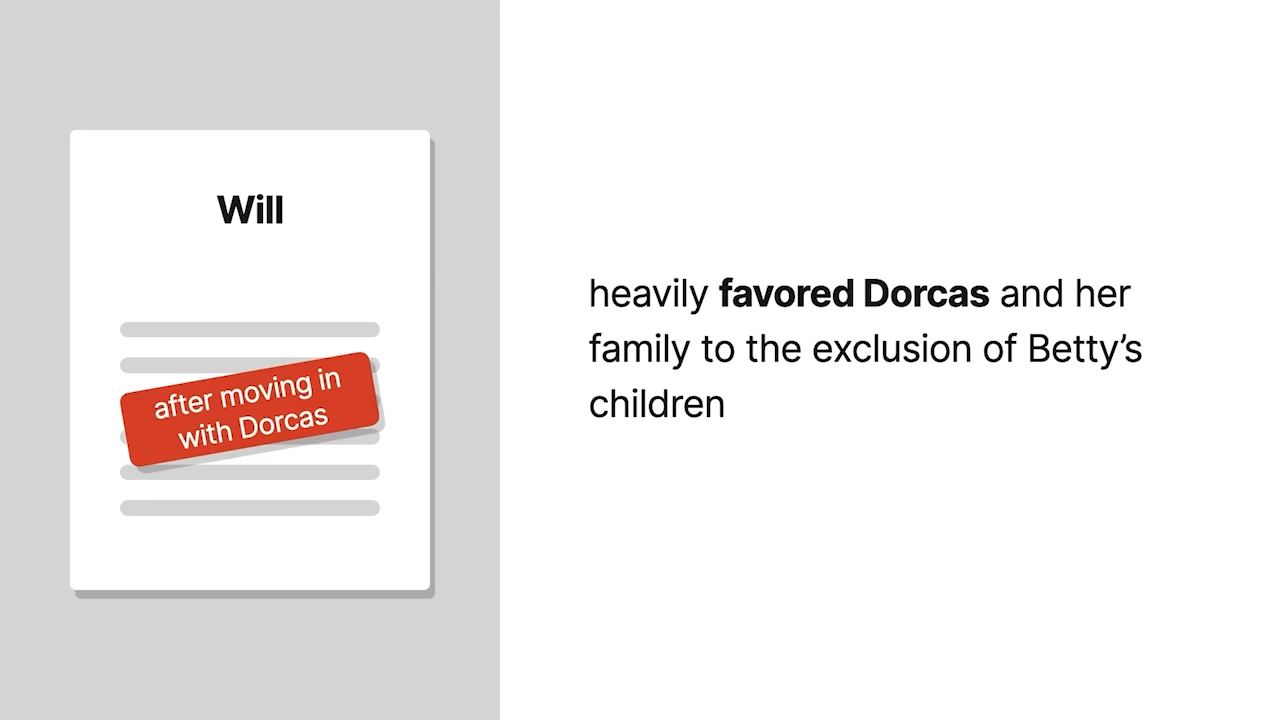 Will
after moving in
with Dorcas
heavily favored Dorcas and her
family to the exclusion of Betty’s
children